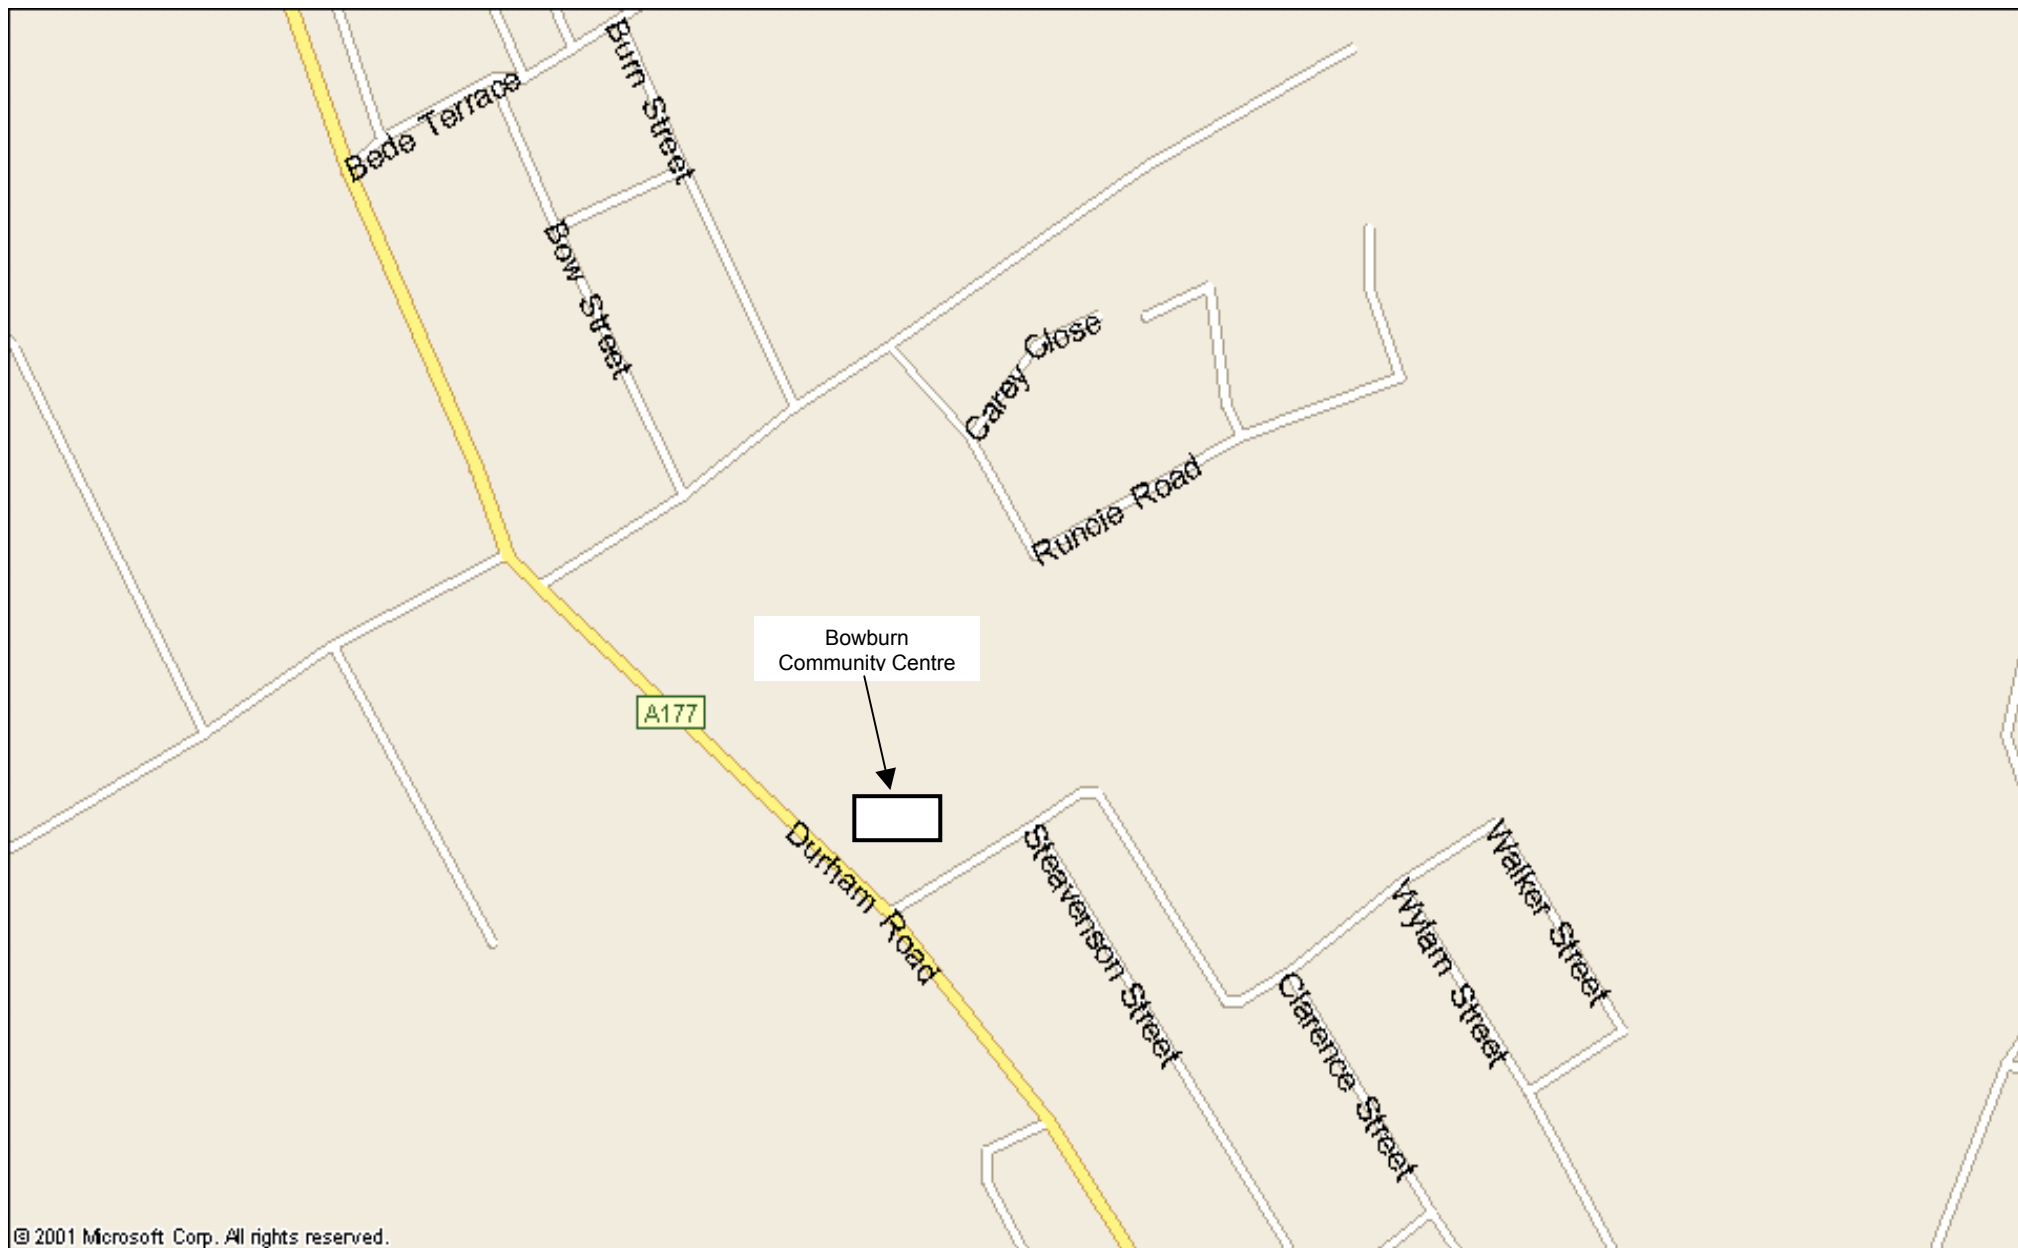 Burn Street
Bede Terrace
Bow Street
Carey Close
Runcie Road
Bowburn
Community Centre
A177
Durham Road
Steavenson Street
Walker Street
Wylam Street
Clarence Street
© 2001 Microsoft Corp. All rights reserved.